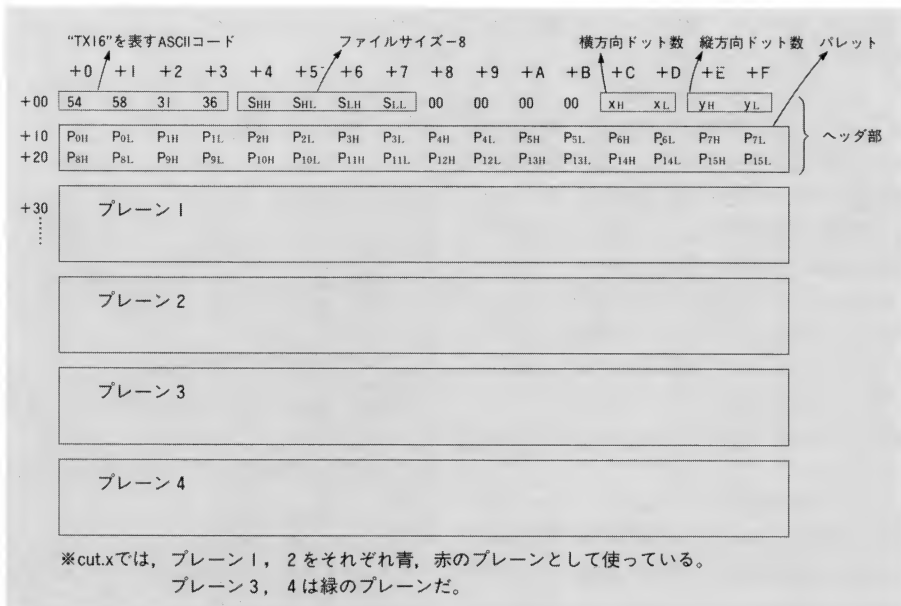 “TX16”を表すASCIIコード ファイルサイズ－8 横方向ドット数 縦方向ドット数 パレット
+0 +1 +2 +3 +4 +5 +6 +7 +8 +9 +A +B +C +D +E +F
+00 54 58 31 36 SHH SHL SLH SLL 00 00 00 00 xH xL yH yL
+10 P0H P0L P1H P1L P2H P2L P3H P3L P4H P4L P5H P5L P6H P6L P7H P7L ヘッダ部
+20 P8H P8L P9H P9L P10H P10L P11H P11L P12H P12L P13H P13L P14H P14L P15H P15L
+30 プレーン1
プレーン2
プレーン3
プレーン4
※cut.xでは，プレーン1，2をそれぞれ青，赤のプレーンとして使っている。
プレーン3，4は緑のプレーンだ。